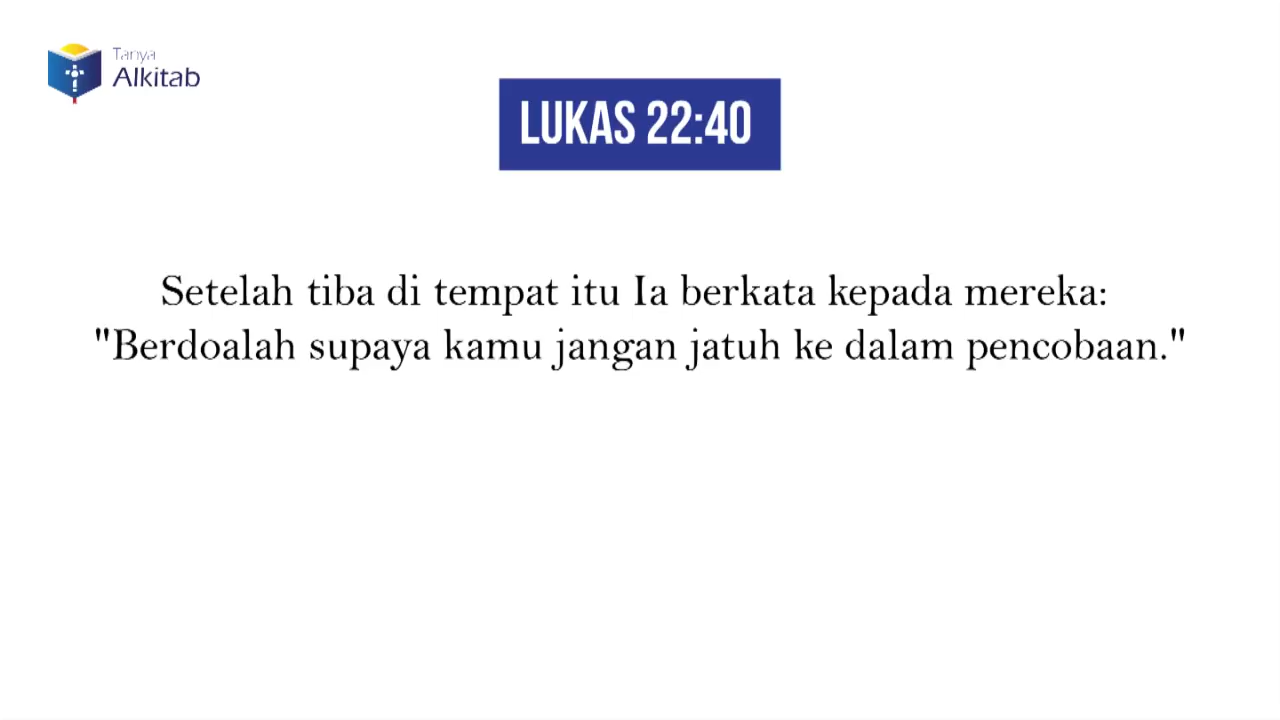 Tanya
Alkitab
LUKAS 22:40
Setelah tiba di tempat itu Ia berkata kepada mereka:
"Berdoalah supaya kamu jangan jatuh ke dalam pencobaan."